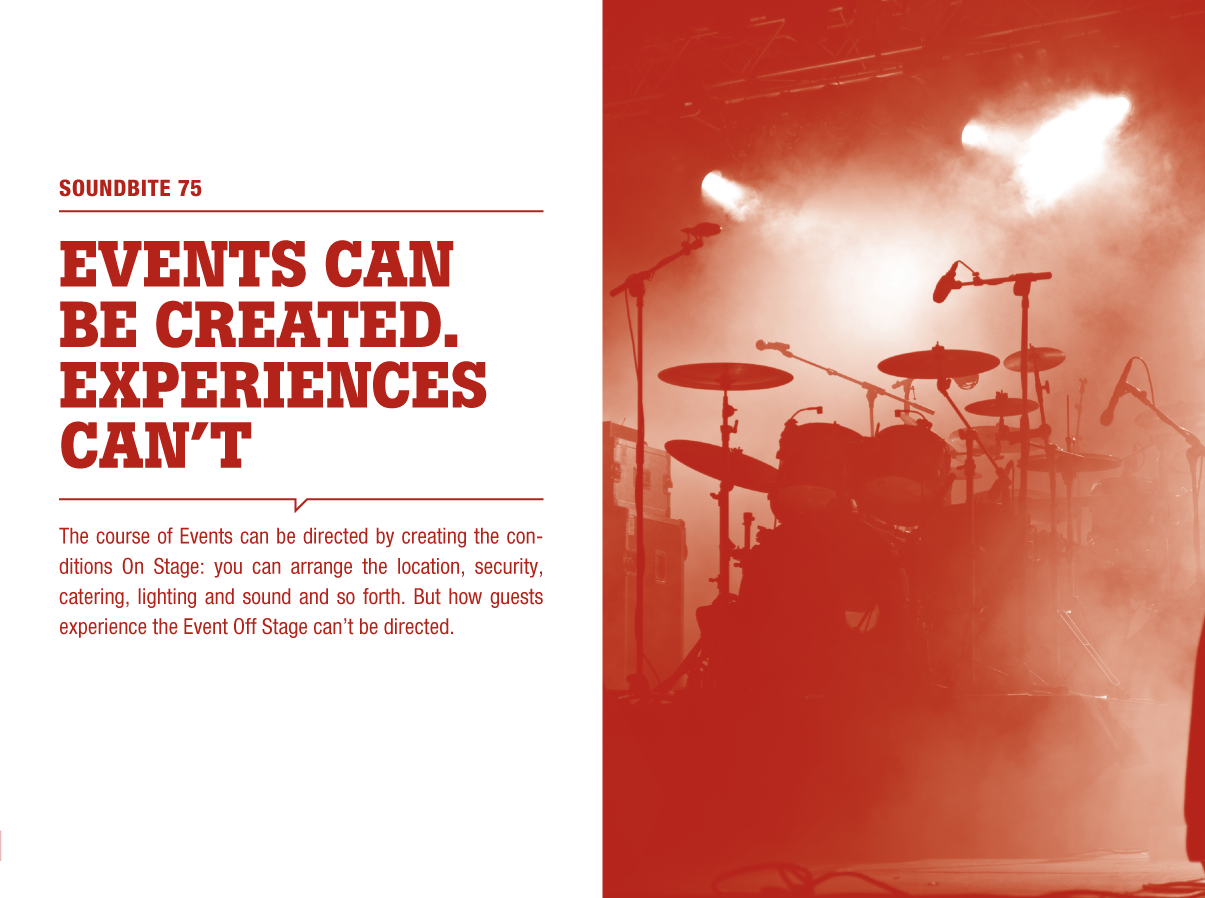 SOUNDBITE 75
EVENTS CAN
BE CREATED.
EXPERIENCES
CAN'T
The course of Events can be directed by creating the con-
ditions On Stage: you can arrange the location, security,
catering, lighting and sound and so forth. But how guests
experience the Event Off Stage can't be directed.